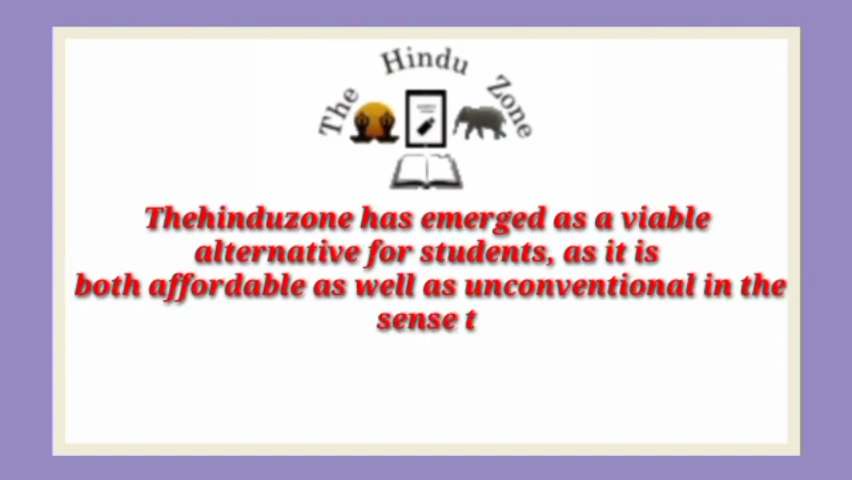 The Hindu Zone
Thehinduzone has emerged as a viable
alternative for students, as it is
both affordable as well as unconventional in the
sense t